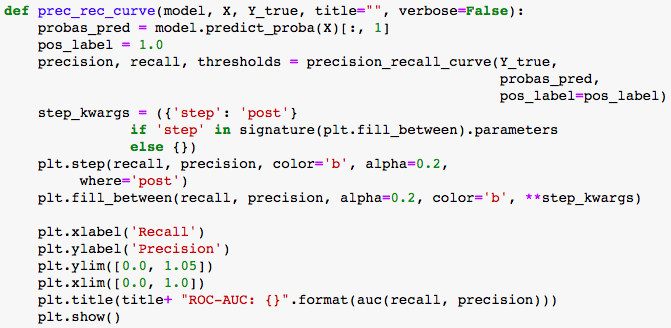 def prec_rec_curve(model, X, Y_true, title="", verbose=False):
    probas_pred = model.predict_proba(X)[:, 1]
    pos_label = 1.0
    precision, recall, thresholds = precision_recall_curve(Y_true,
                                                           probas_pred,
                                                           pos_label=pos_label)
    step_kwargs = ({'step': 'post'}
                if 'step' in signature(plt.fill_between).parameters
                else {})
    plt.step(recall, precision, color='b', alpha=0.2,
         where='post')
    plt.fill_between(recall, precision, alpha=0.2, color='b', **step_kwargs)

    plt.xlabel('Recall')
    plt.ylabel('Precision')
    plt.ylim([0.0, 1.05])
    plt.xlim([0.0, 1.0])
    plt.title(title+ "ROC-AUC: {}".format(auc(recall, precision)))
    plt.show()